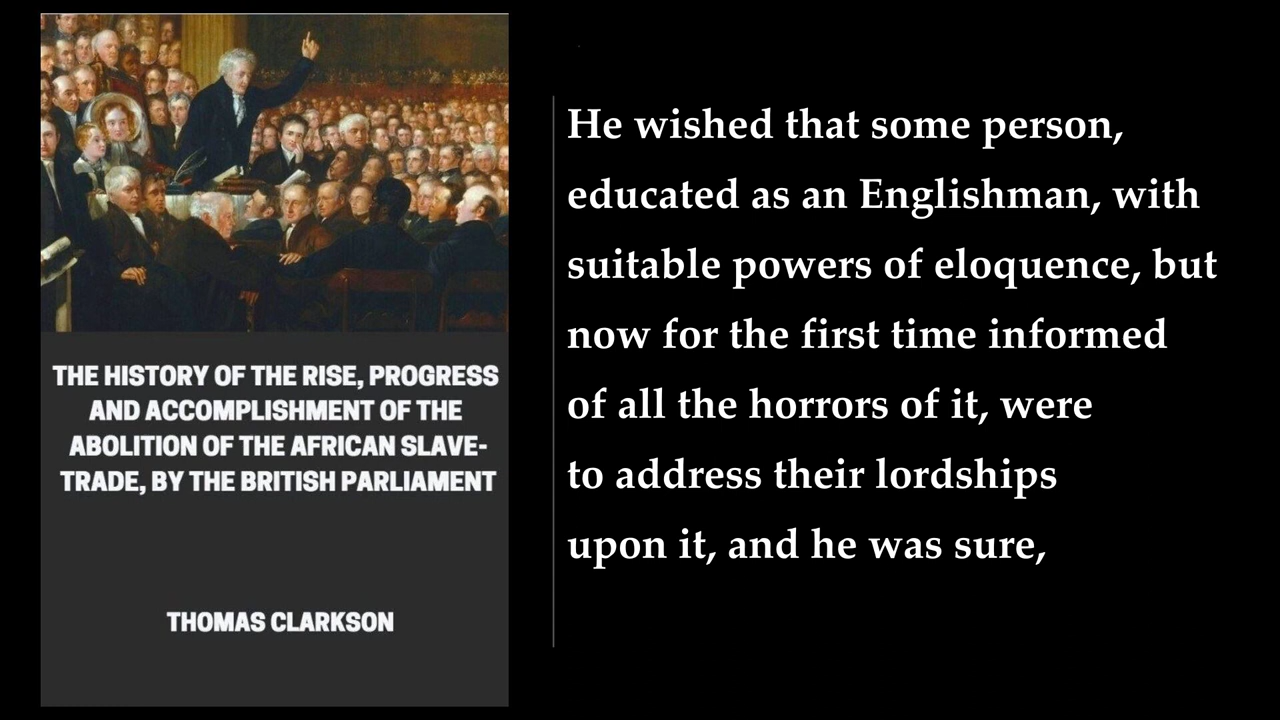 THE HISTORY OF THE RISE, PROGRESS
AND ACCOMPLISHMENT OF THE
ABOLITION OF THE AFRICAN SLAVE-
TRADE, BY THE BRITISH PARLIAMENT
THOMAS CLARKSON
He wished that some person,
educated as an Englishman, with
suitable powers of eloquence, but
now for the first time informed
of all the horrors of it, were
to address their lordships
upon it, and he was sure,